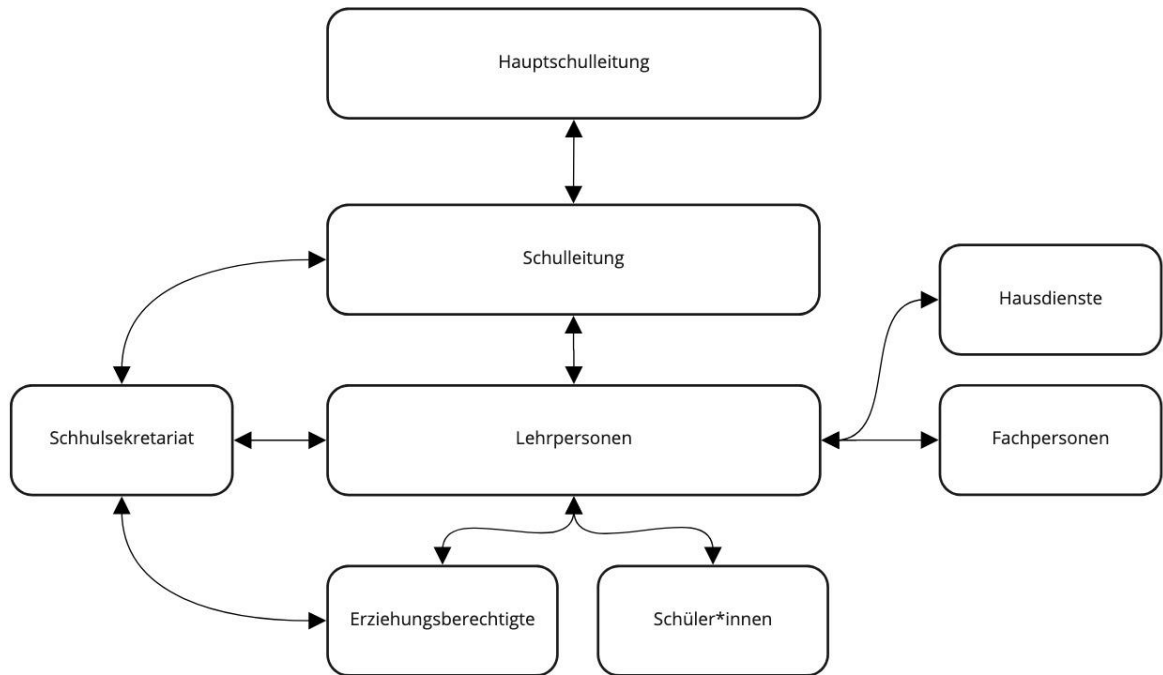 Hauptschulleitung
Schulleitung
Hausdienste
Schhulsekretariat
Lehrpersonen
Fachpersonen
Erziehungsberechtigte
Schüler*innen